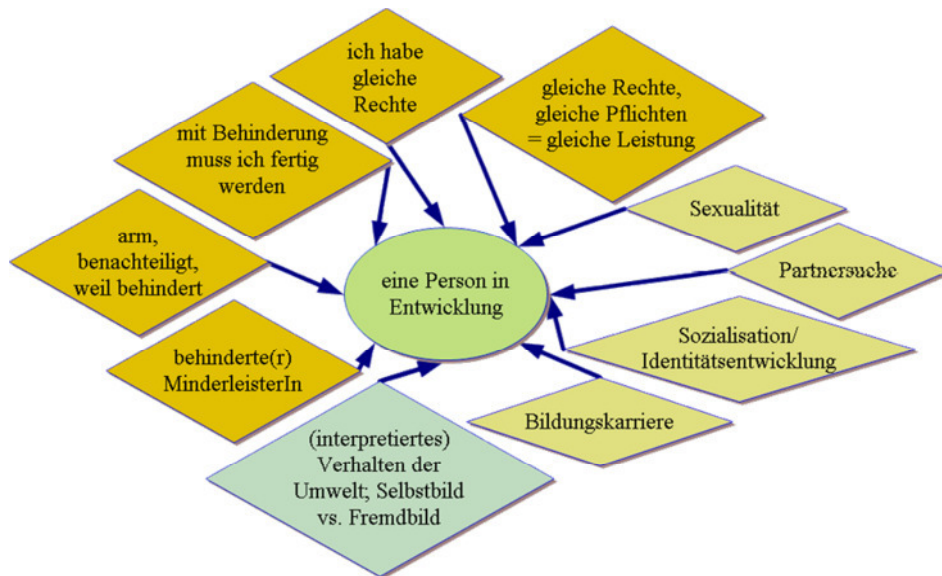 ich habe
gleiche
Rechte
gleiche Rechte,
gleiche Pflichten
= gleiche Leistung
mit Behinderung
muss ich fertig
werden
Sexualität
arm,
benachteiligt,
weil behindert
eine Person in
Entwicklung
Partnersuche
Sozialisation/
Identitätsentwicklung
behinderte(r)
MinderleisterIn
Bildungskarriere
(interpretiertes)
Verhalten der
Umwelt; Selbstbild
vs. Fremdbild